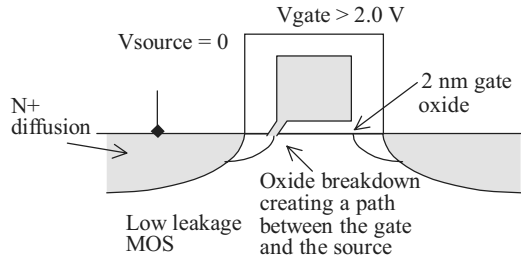 Vgate > 2.0 V
Vsource = 0
2 nm gate
oxide
N+
diffusion
Oxide breakdown
creating a path
between the gate
and the source
Low leakage
MOS